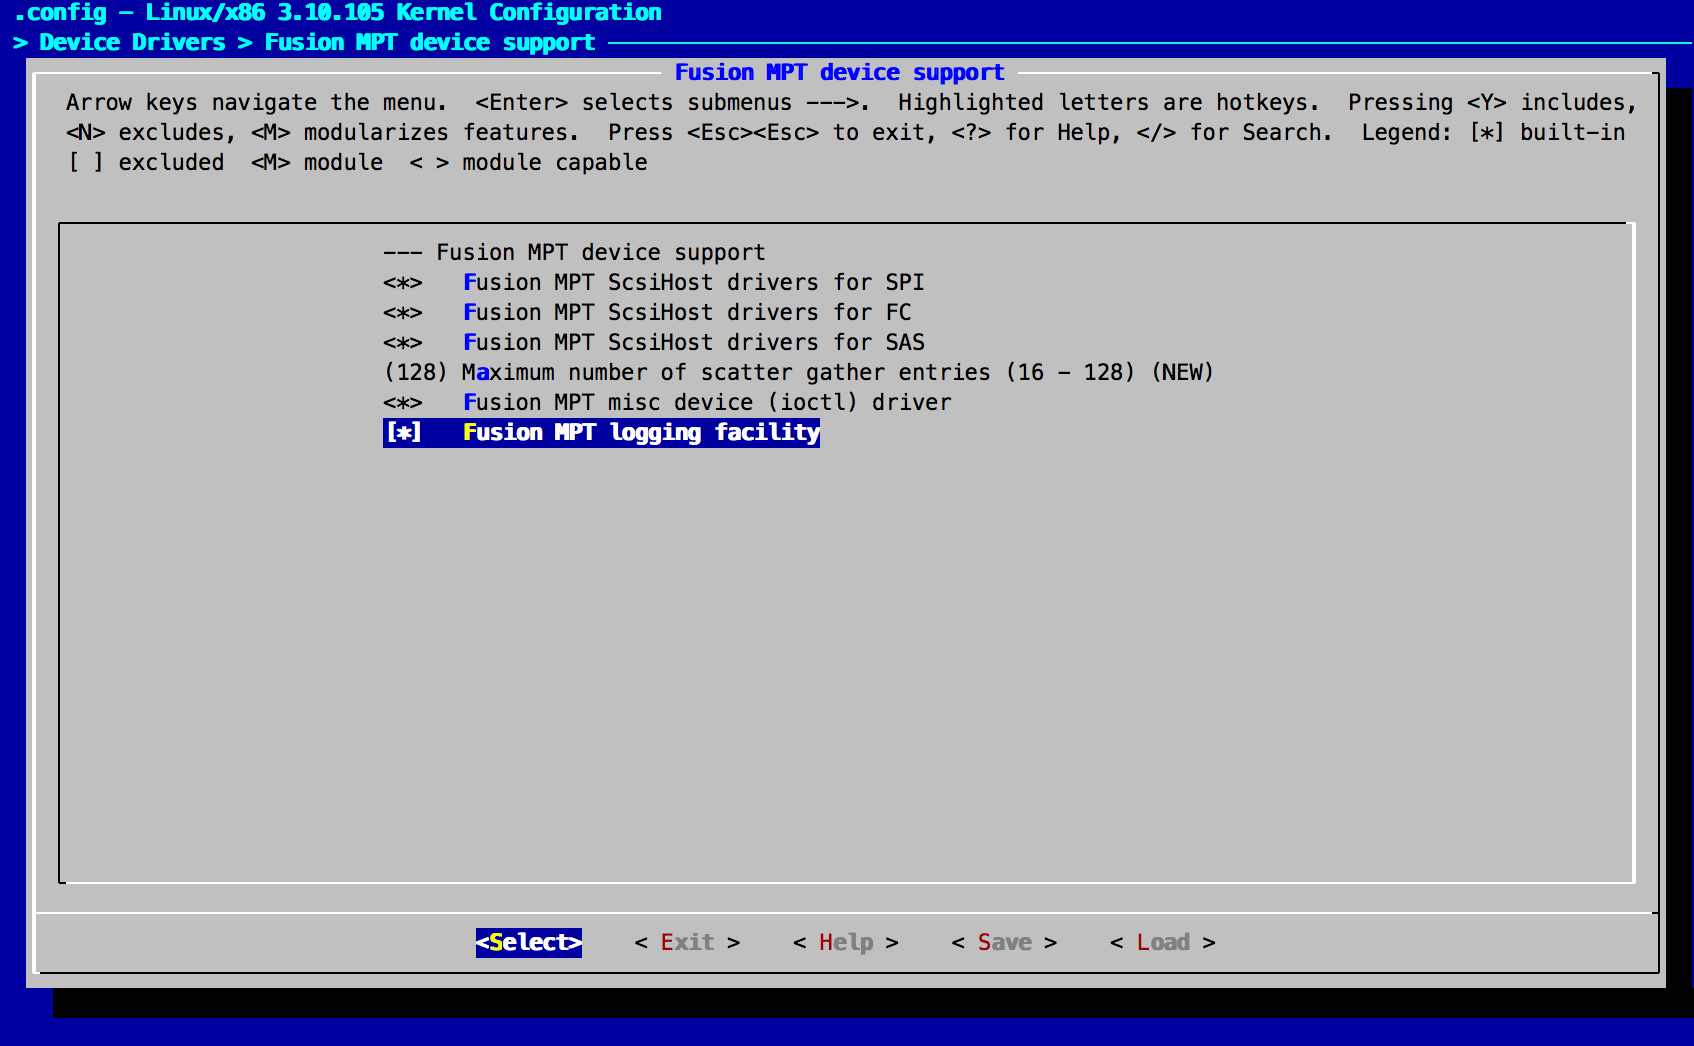 .config - Linux/x86 3.10.105 Kernel Configuration
> Device Drivers > Fusion MPT device support
Fusion MPT device support
Arrow keys navigate the menu.  <Enter> selects submenus --->.  Highlighted letters are hotkeys.  Pressing <Y> includes,
<N> excludes, <M> modularizes features.  Press <Esc><Esc> to exit, <?> for Help, </> for Search.  Legend: [*] built-in
[ ] excluded  <M> module  < > module capable
--- Fusion MPT device support
<*>   Fusion MPT ScsiHost drivers for SPI
<*>   Fusion MPT ScsiHost drivers for FC
<*>   Fusion MPT ScsiHost drivers for SAS
(128) Maximum number of scatter gather entries (16 - 128) (NEW)
<*>   Fusion MPT misc device (ioctl) driver
[*]   Fusion MPT logging facility
<Select>    < Exit >    < Help >    < Save >    < Load >